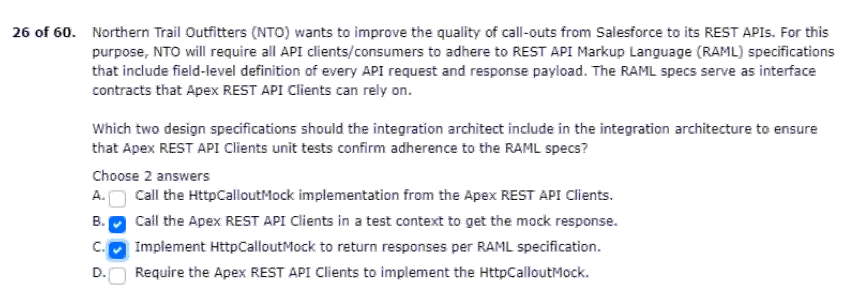 26 of 60. Northern Trail Outfitters (NTO) wants to improve the quality of call-outs from Salesforce to its REST APIs. For this
purpose, NTO will require all API clients/consumers to adhere to REST API Markup Language (RAML) specifications
that include field-level definition of every API request and response payload. The RAML specs serve as interface
contracts that Apex REST API Clients can rely on.
Which two design specifications should the integration architect include in the integration architecture to ensure
that Apex REST API Clients unit tests confirm adherence to the RAML specs?
Choose 2 answers
A. Call the HttpCalloutMock implementation from the Apex REST API Clients.
B. Call the Apex REST API Clients in a test context to get the mock response.
C. Implement HttpCalloutMock to return responses per RAML specification.
D. Require the Apex REST API Clients to implement the HttpCalloutMock.